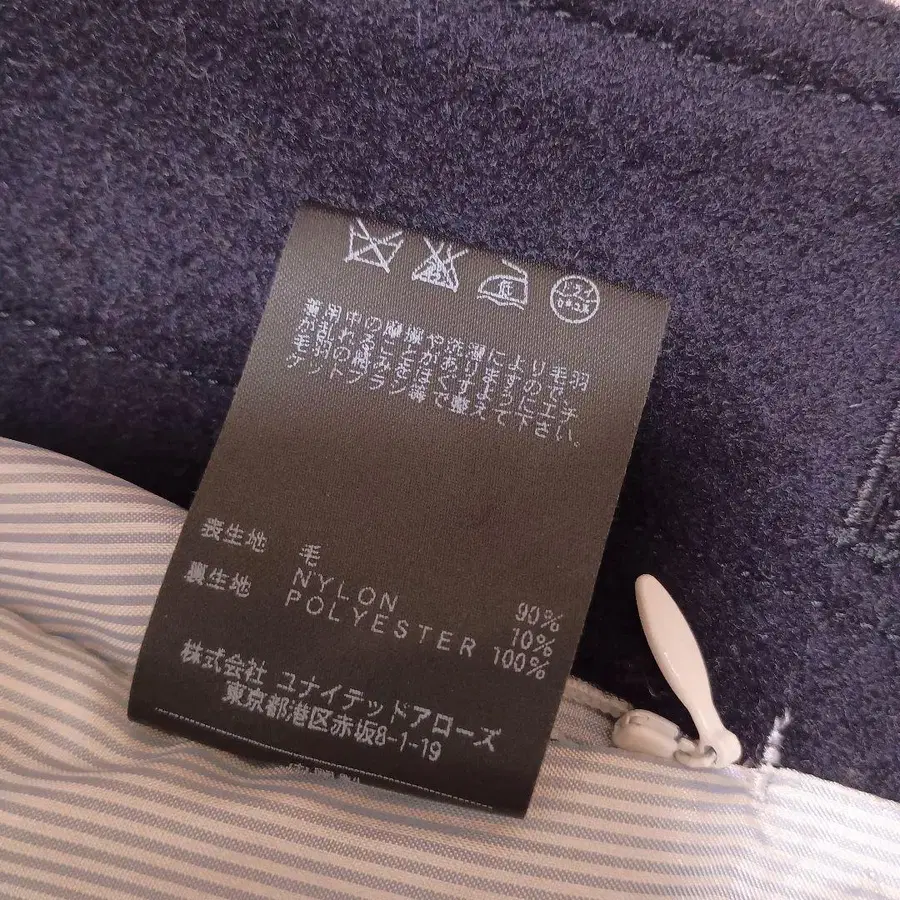 低
着用中の摩擦や洗濯により毛羽
が乱れることがありますので、
毛羽の絡みをほぐすようにエチ
ケットブラシ等で整えて下さい。
表生地 毛 90%
NYLON 10%
裏生地 POLYESTER 100%
株式会社 ユナイテッドアローズ
東京都港区赤坂8-1-19